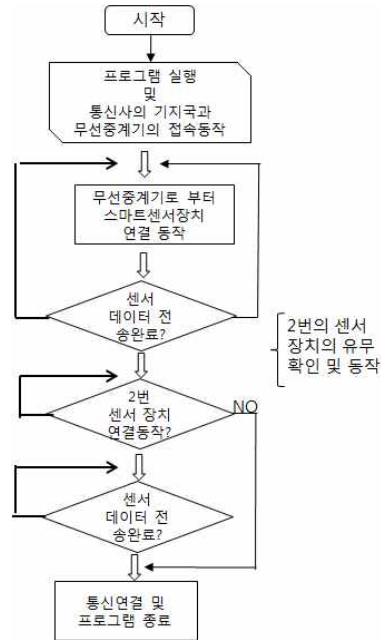 시작
프로그램 실행
및
통신사의 기지국과
무선중계기의 접속동작
무선중계기로 부터
스마트센서장치
연결 동작
센서
데이터 전
송완료?
2번의 센서
장치의 유무
확인 및 동작
2번
센서 장치
연결동작?
NO
센서
데이터 전
송완료?
통신연결 및
프로그램 종료